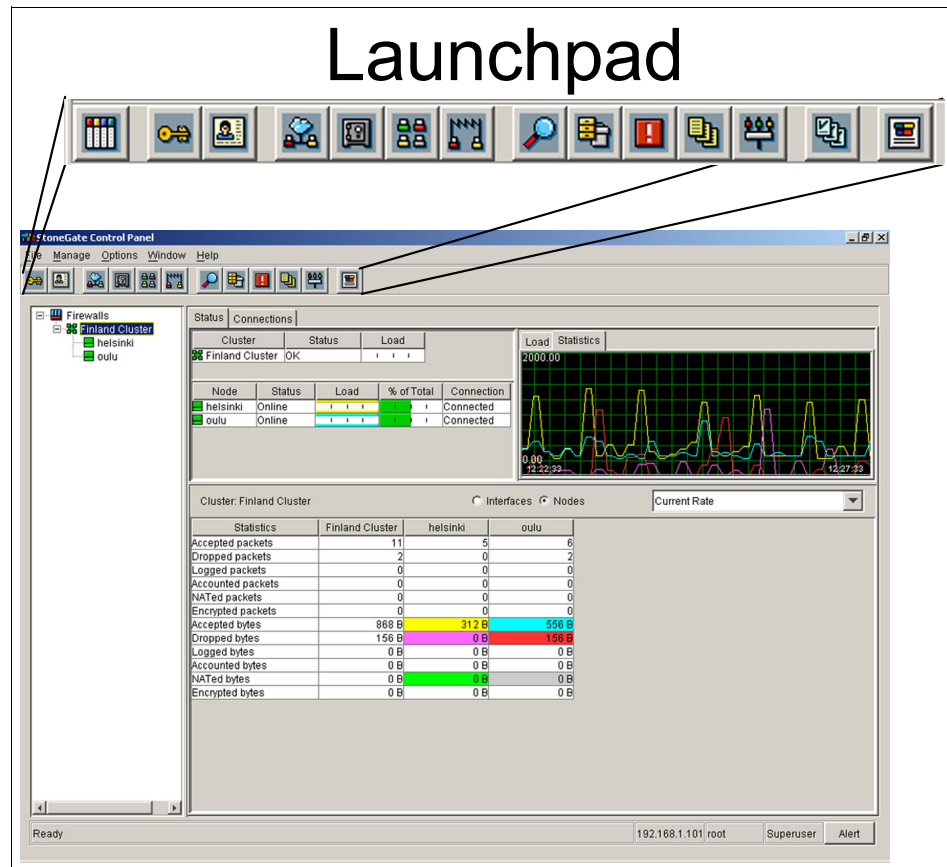 Launchpad
StoneGate Control Panel
File Manage Options Window Help
Firewalls
Finland Cluster
helsinki
oulu
Status Connections
Cluster Status Load
Finland Cluster OK
Node Status Load % of Total Connection
helsinki Online Connected
oulu Online Connected
Load Statistics
2000.00
0.00
12:22:33 12:27:33
Cluster: Finland Cluster Interfaces Nodes Current Rate
Statistics Finland Cluster helsinki oulu
Accepted packets 11 5 6
Dropped packets 2 0 2
Logged packets 0 0 0
Accounted packets 0 0 0
NATed packets 0 0 0
Encrypted packets 0 0 0
Accepted bytes 868 B 312 B 556 B
Dropped bytes 156 B 0 B 156 B
Logged bytes 0 B 0 B 0 B
Accounted bytes 0 B 0 B 0 B
NATed bytes 0 B 0 B 0 B
Encrypted bytes 0 B 0 B 0 B
Ready 192.168.1.101 root Superuser Alert